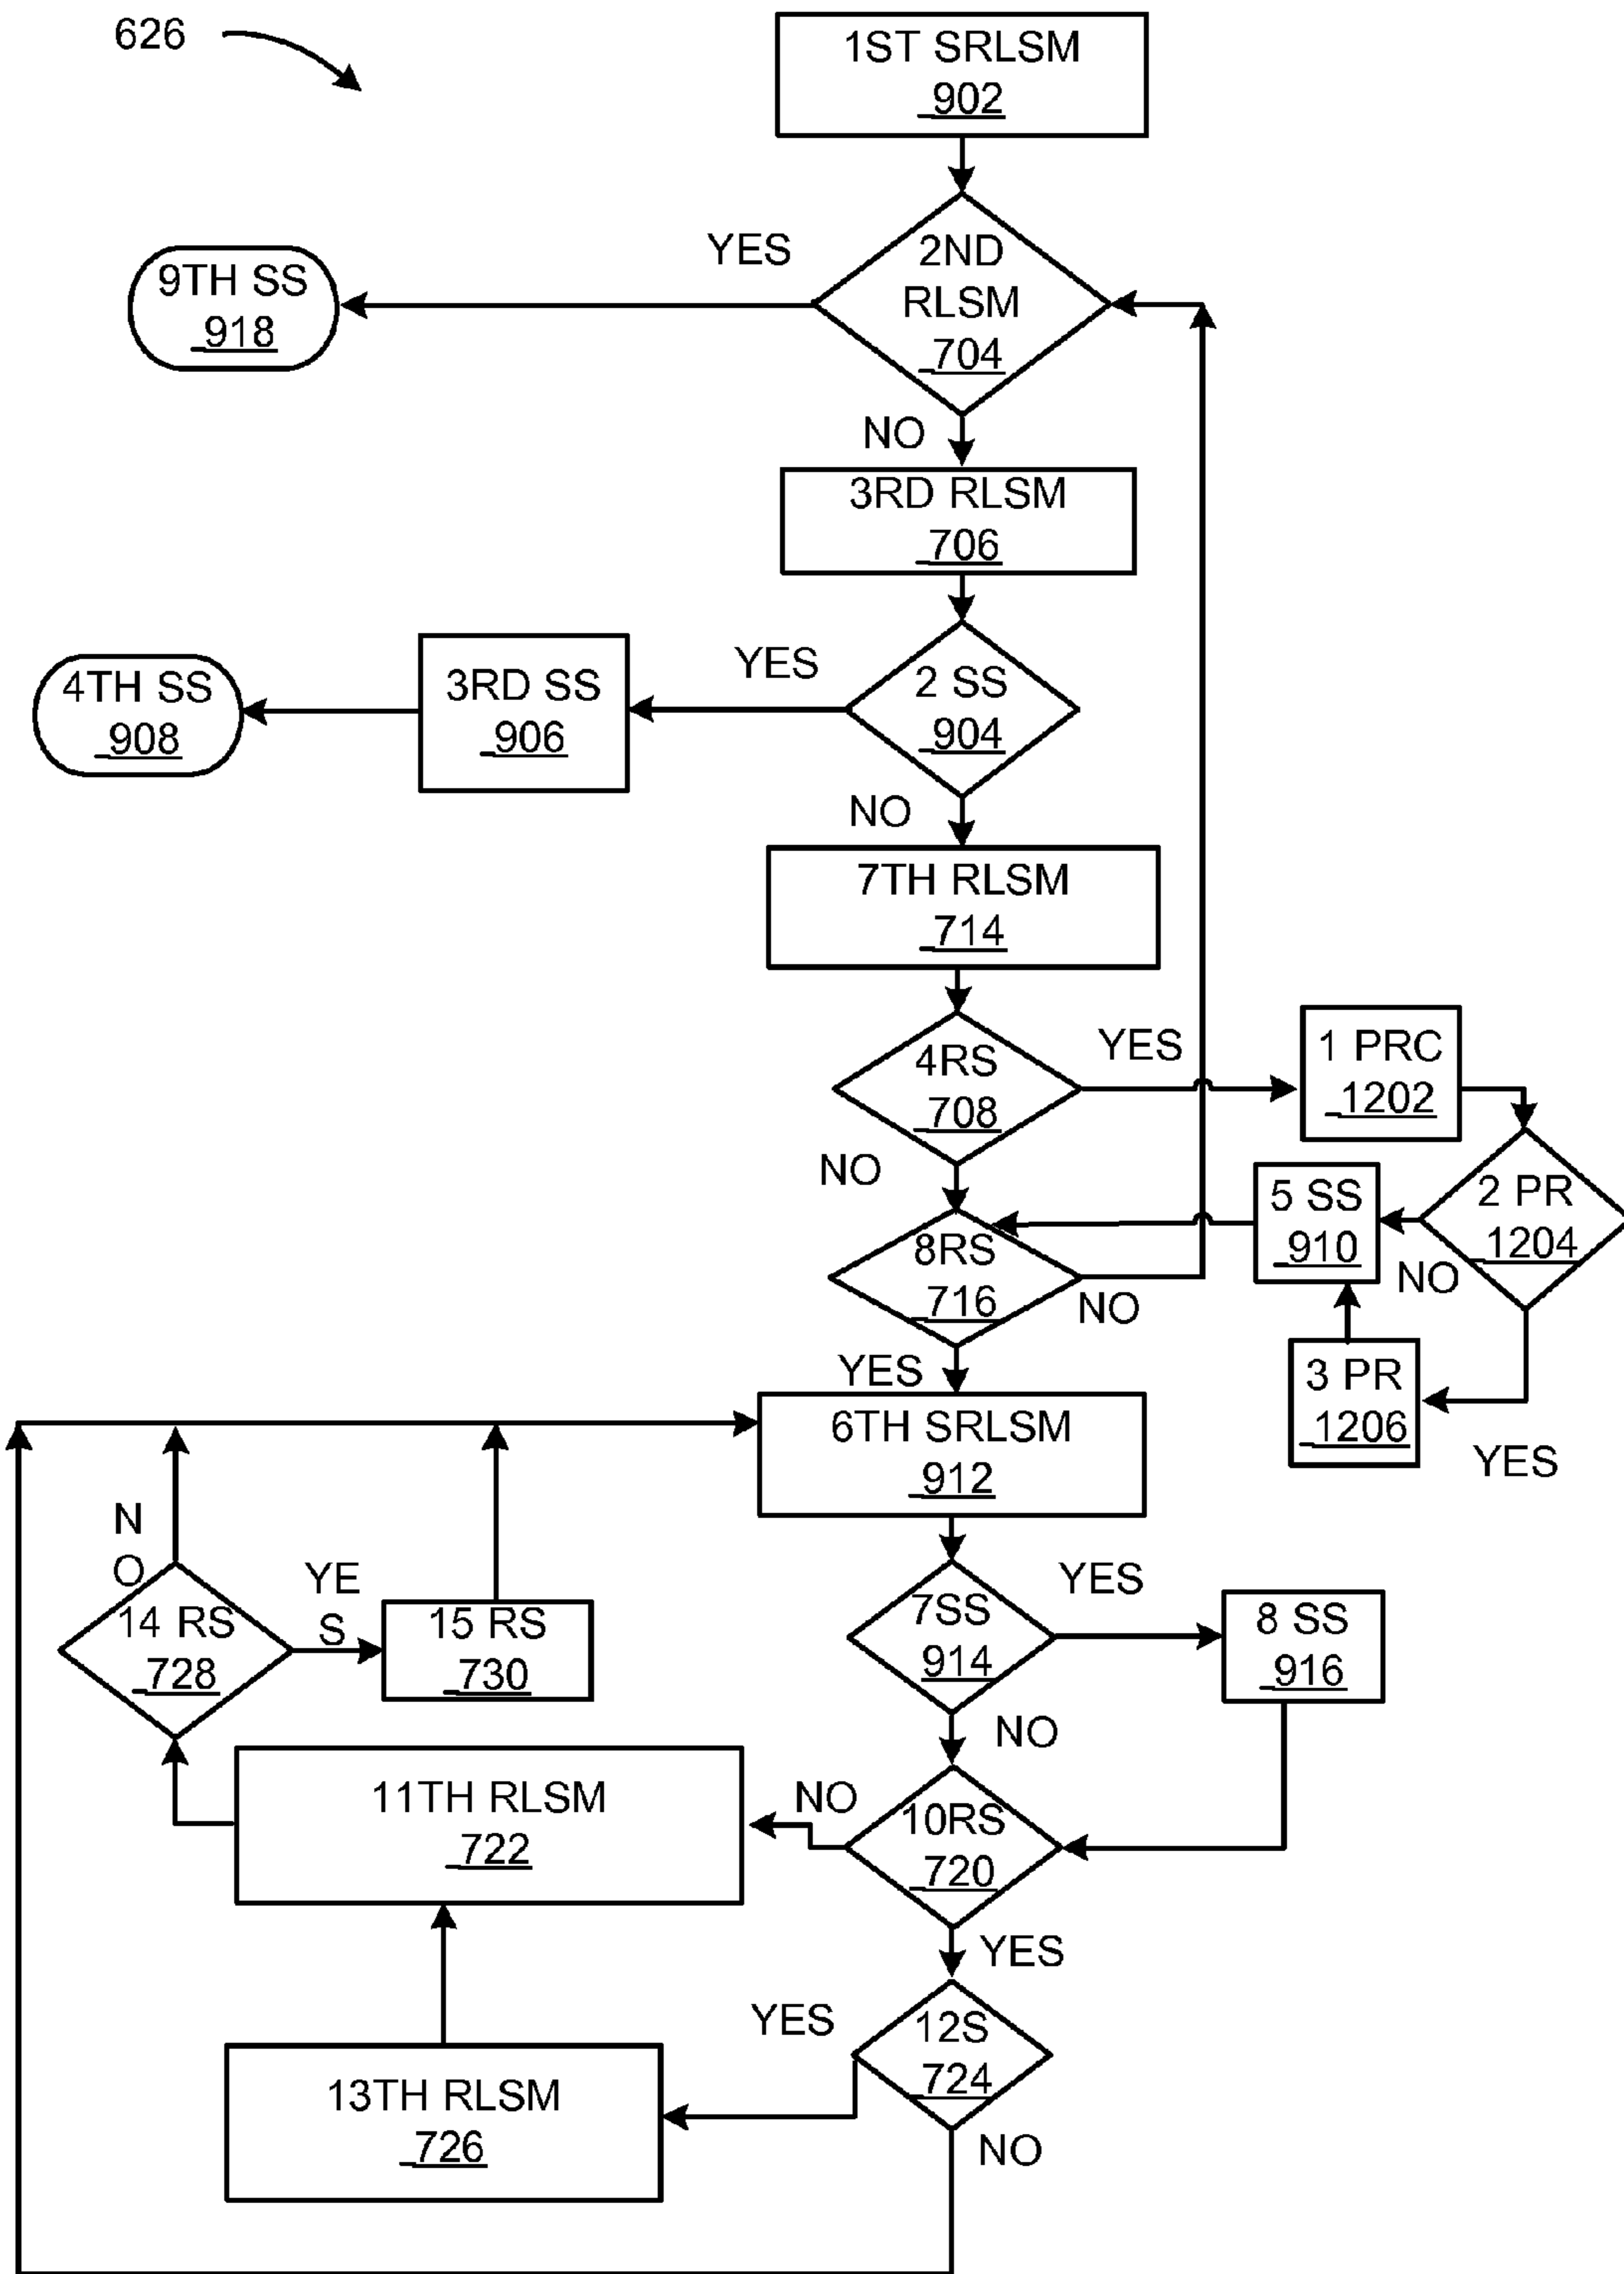 626
1ST SRLSM
902
YES
2ND
RLSM
704
9TH SS
918
NO
3RD RLSM
706
YES
2 SS
904
3RD SS
906
4TH SS
908
NO
7TH RLSM
714
4RS
708
YES
1 PRC
1202
NO
2 PR
1204
5 SS
910
NO
8RS
716
NO
3 PR
1206
YES
YES
6TH SRLSM
912
N
O
YE
S
14 RS
728
15 RS
730
7SS
914
YES
8 SS
916
NO
11TH RLSM
722
NO
10RS
720
YES
12S
724
YES
13TH RLSM
726
NO